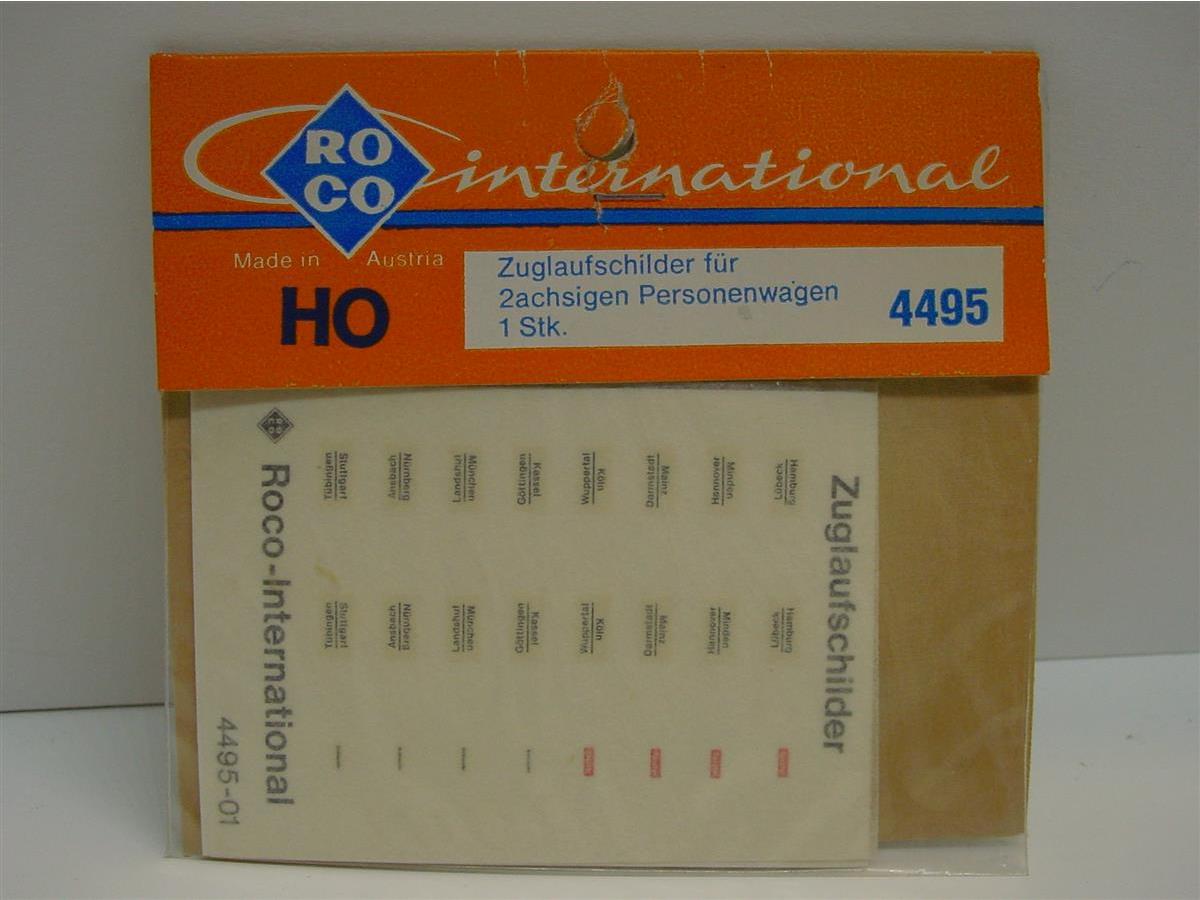 RO
CO
international
Made in Austria
HO
Zuglaufschilder für
2achsigen Personenwagen
1 Stk.
4495
Zuglaufschilder
Hamburg
Lübeck
Minden
Hannover
Mainz
Darmstadt
Köln
Wuppertal
Kassel
Göttingen
München
Landshut
Nürnberg
Ansbach
Stuttgart
Tübingen
Hamburg
Lübeck
Minden
Hannover
Mainz
Darmstadt
Köln
Wuppertal
Kassel
Göttingen
München
Landshut
Nürnberg
Ansbach
Stuttgart
Tübingen
Roco-International
4495-01